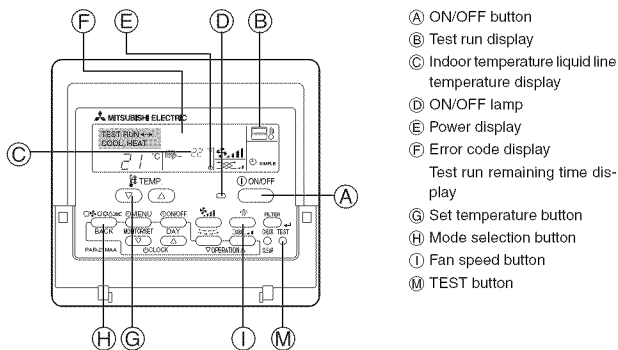 F E D B
C A
H G I M
MITSUBISHI ELECTRIC
TEST RUN
COOL, HEAT
21 °C 22 °C
SIMPLE
TEMP.
ON/OFF
MENU ON/OFF FILTER
BACK MONITOR/SET DAY CHECK TEST
PAR-21MAA CLOCK OPERATION CLEAR
A ON/OFF button
B Test run display
C Indoor temperature liquid line
temperature display
D ON/OFF lamp
E Power display
F Error code display
Test run remaining time dis-
play
G Set temperature button
H Mode selection button
I Fan speed button
M TEST button